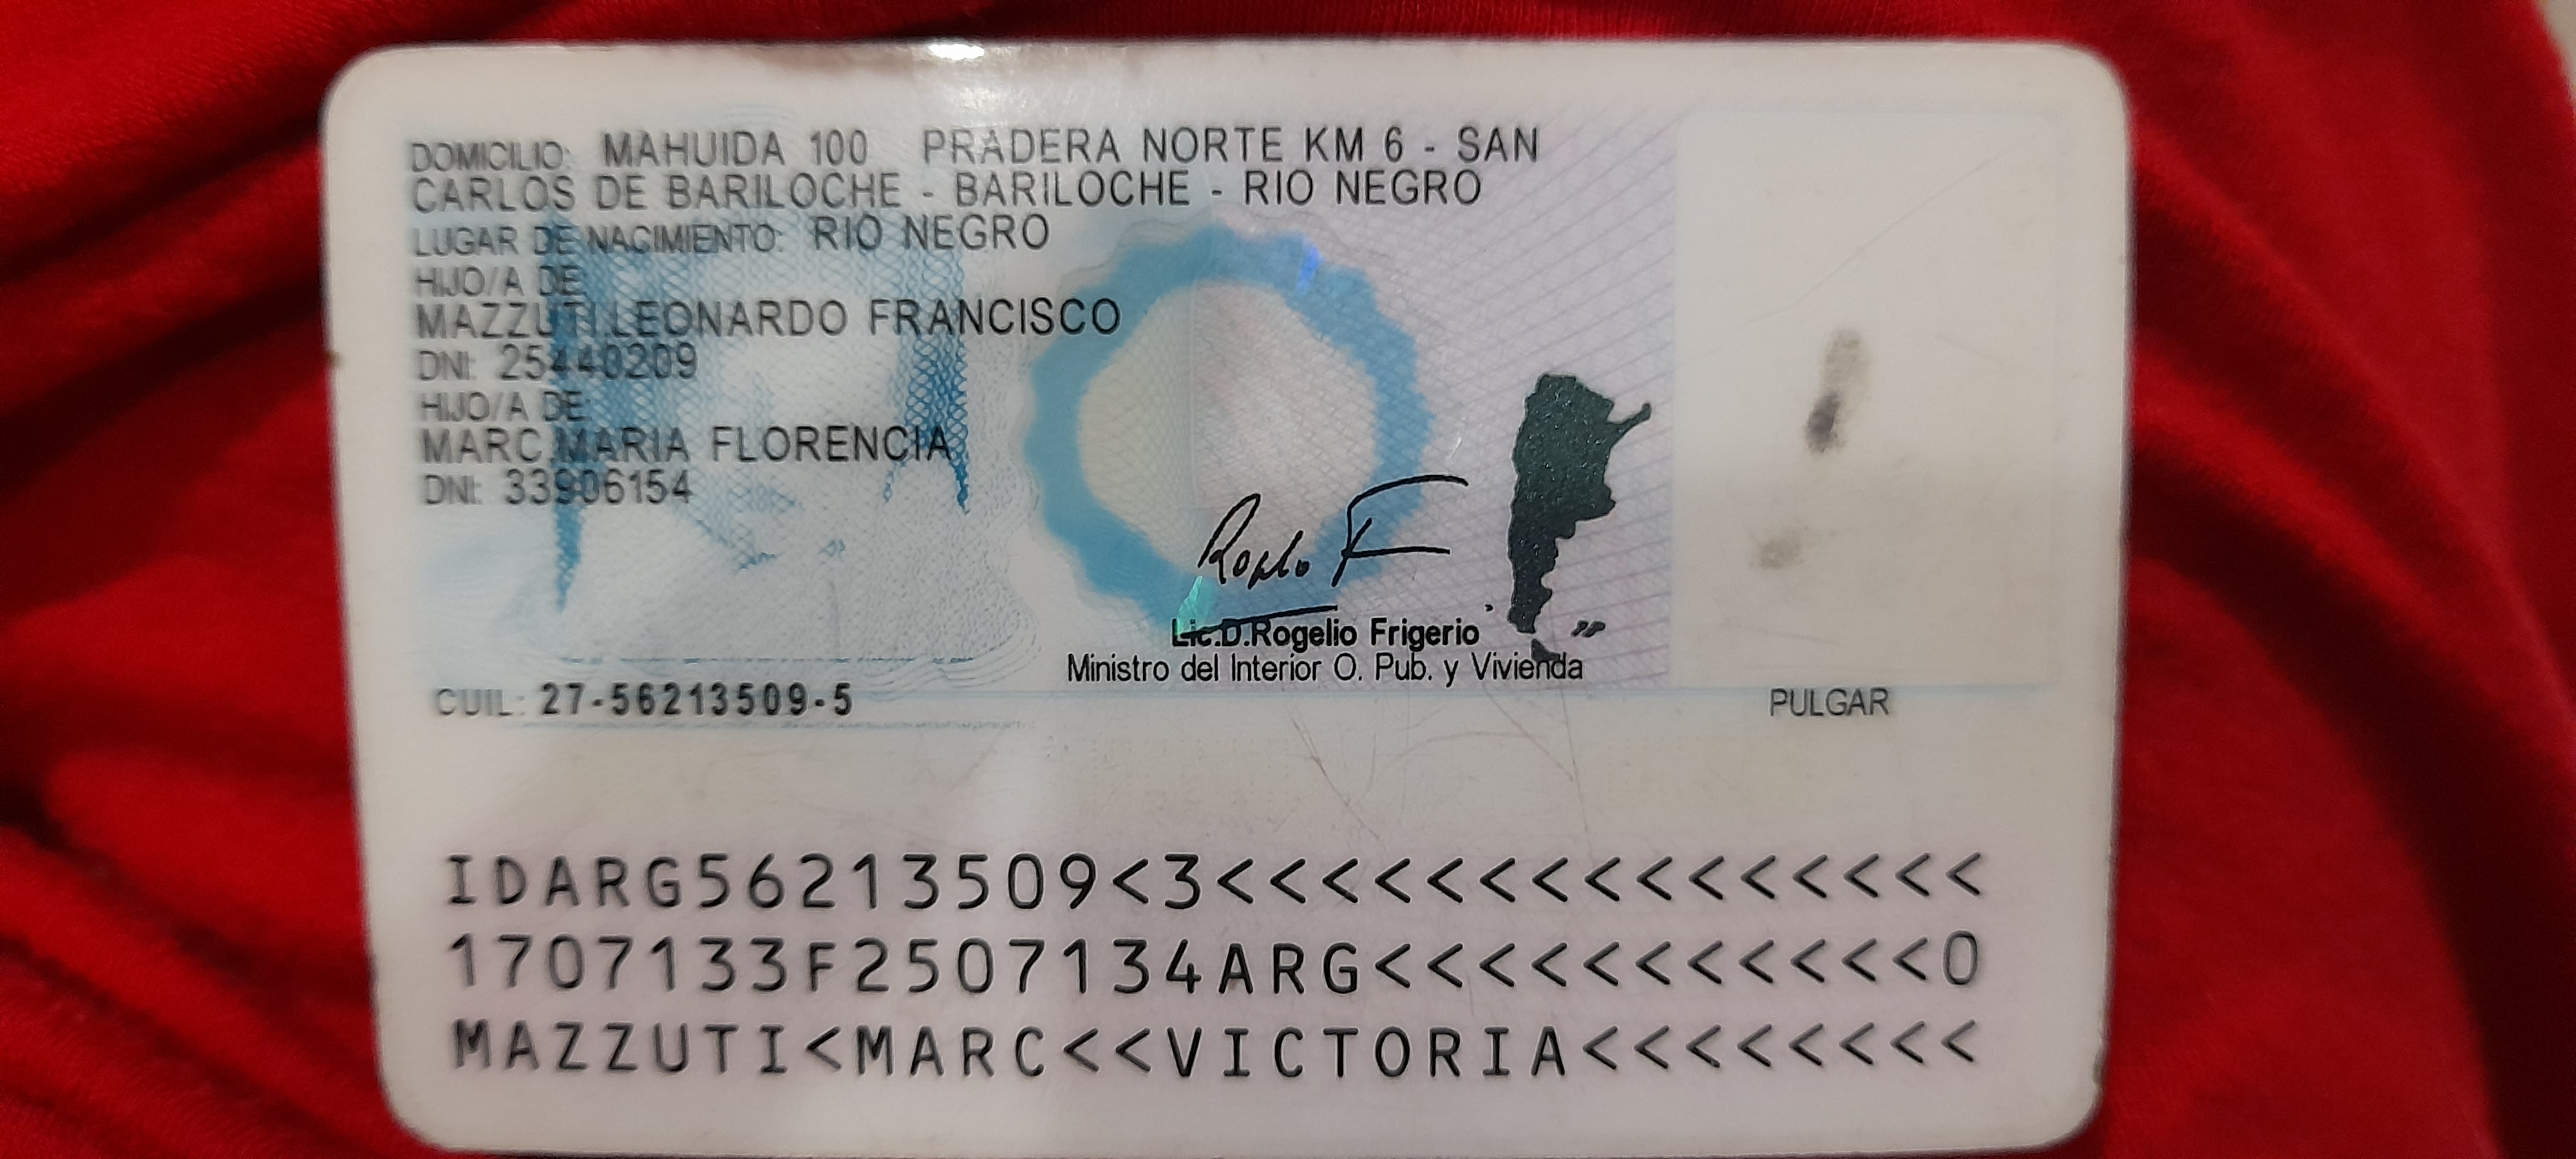 DOMICILIO: MAHUIDA 100 PRADERA NORTE KM 6 - SAN
CARLOS DE BARILOCHE - BARILOCHE - RIO NEGRO
LUGAR DE NACIMIENTO: RIO NEGRO
HIJO/A DE
MAZZUTI LEONARDO FRANCISCO
DNI: 25440209
HIJO/A DE
MARC MARIA FLORENCIA
DNI: 33906154
Lic.D.Rogelio Frigerio
Ministro del Interior O. Pub. y Vivienda
CUIL: 27-56213509-5
PULGAR
IDARG56213509<3<<<<<<<<<<<<<<<
1707133F2507134ARG<<<<<<<<<<<0
MAZZUTI<MARC<<VICTORIA<<<<<<<<